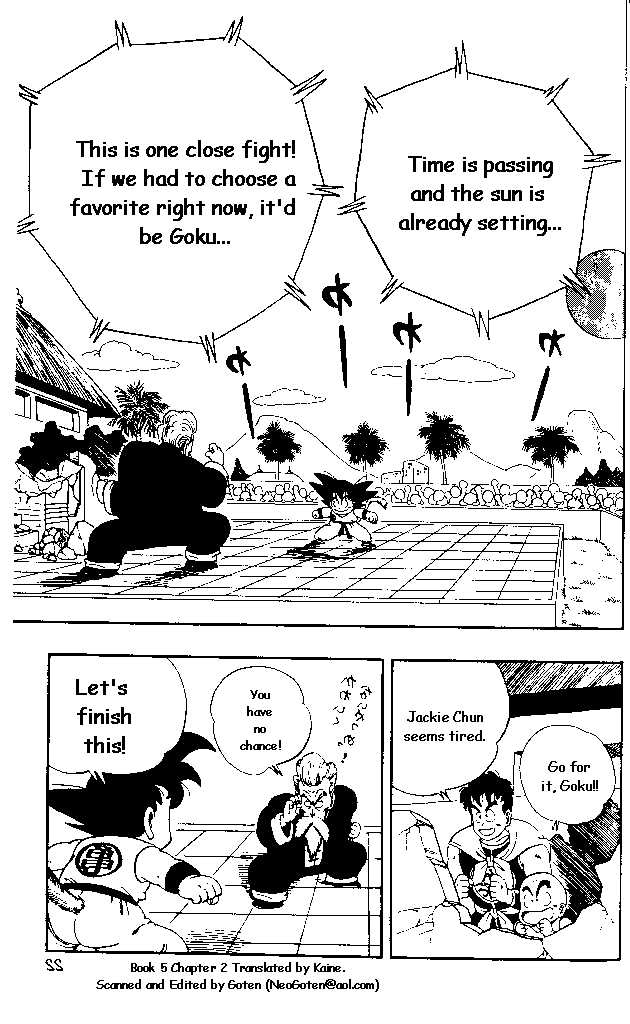 This is one close fight!
If we had to choose a
favorite right now, it'd
be Goku...
Time is passing
and the sun is
already setting...
Let's
finish
this!
You
have
no
chance!
Jackie Chun
seems tired.
Go for
it, Goku!!
Book 5 Chapter 2 Translated by Kaine.
Scanned and Edited by Goten (NeoGoten@aol.com)